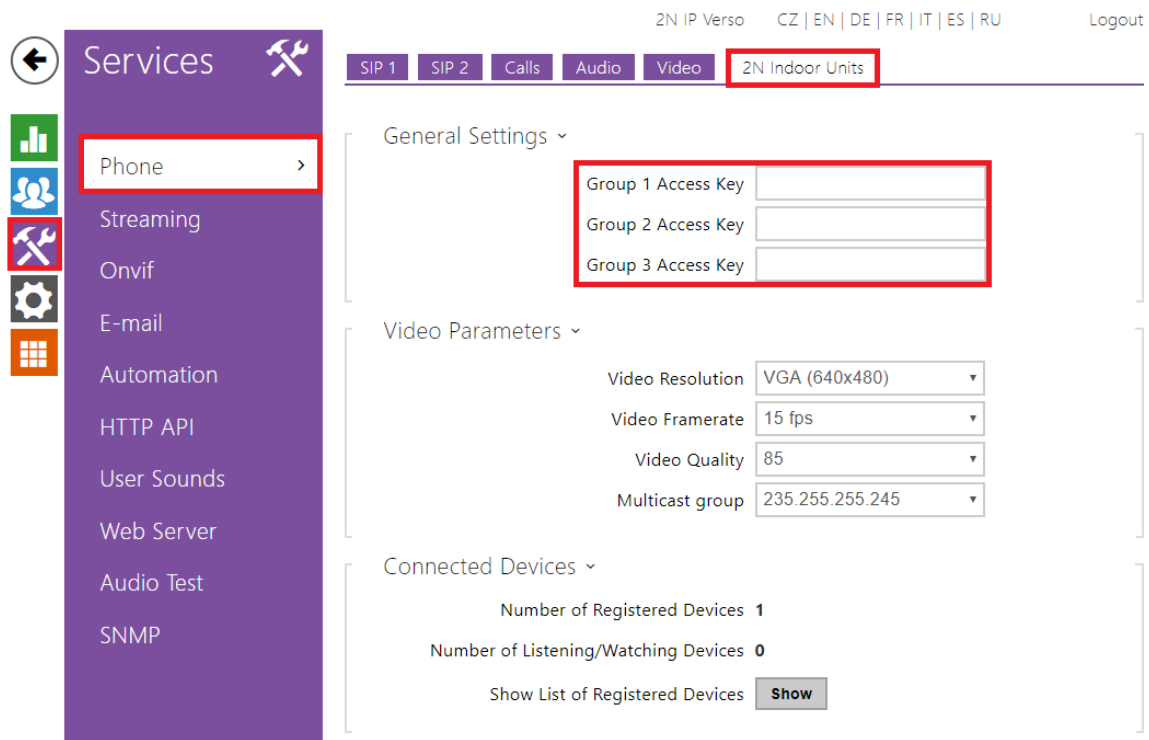 2N IP Verso CZ | EN | DE | FR | IT | ES | RU Logout
Services
SIP 1 SIP 2 Calls Audio Video 2N Indoor Units
Phone
Streaming
Onvif
E-mail
Automation
HTTP API
User Sounds
Web Server
Audio Test
SNMP
General Settings
Group 1 Access Key
Group 2 Access Key
Group 3 Access Key
Video Parameters
Video Resolution VGA (640x480)
Video Framerate 15 fps
Video Quality 85
Multicast group 235.255.255.245
Connected Devices
Number of Registered Devices 1
Number of Listening/Watching Devices 0
Show List of Registered Devices Show